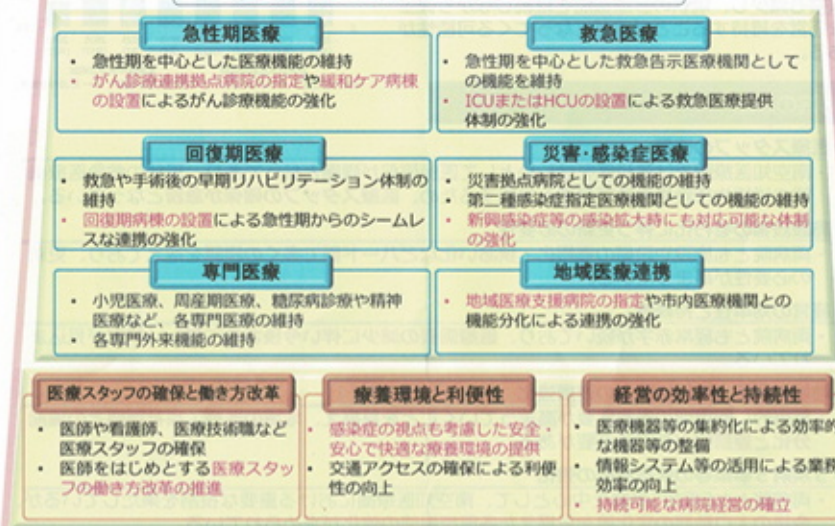 急性期医療
・ 急性期を中心とした医療機能の維持
・ がん診療連携拠点病院の指定や緩和ケア病棟
の設置によるがん診療機能の強化
救急医療
・ 急性期を中心とした救急告示医療機関として
の機能を維持
・ ICUまたはHCUの設置による救急医療提供
体制の強化
回復期医療
・ 救急や手術後の早期リハビリテーション体制の
維持
・ 回復期病棟の設置による急性期からのシームレ
スな連携の強化
災害・感染症医療
・ 災害拠点病院としての機能の維持
・ 第二種感染症指定医療機関としての機能の維持
・ 新興感染症等の感染拡大時にも対応可能な体制
の強化
専門医療
・ 小児医療、周産期医療、糖尿病診療や精神
医療など、各専門医療の維持
・ 各専門外来機能の維持
地域医療連携
・ 地域医療支援病院の指定や市内医療機関との
機能分化による連携の強化
医療スタッフの確保と働き方改革
・ 医師や看護師、医療技術職など
医療スタッフの確保
・ 医師をはじめとする医療スタッ
フの働き方改革の推進
療養環境と利便性
・ 感染症の視点も考慮した安全・
安心で快適な療養環境の提供
・ 交通アクセスの確保による利便
性の向上
経営の効率性と持続性
・ 医療機器等の集約化による効率的
な機器等の整備
・ 情報システム等の活用による業務
効率の向上
・ 持続可能な病院経営の確立